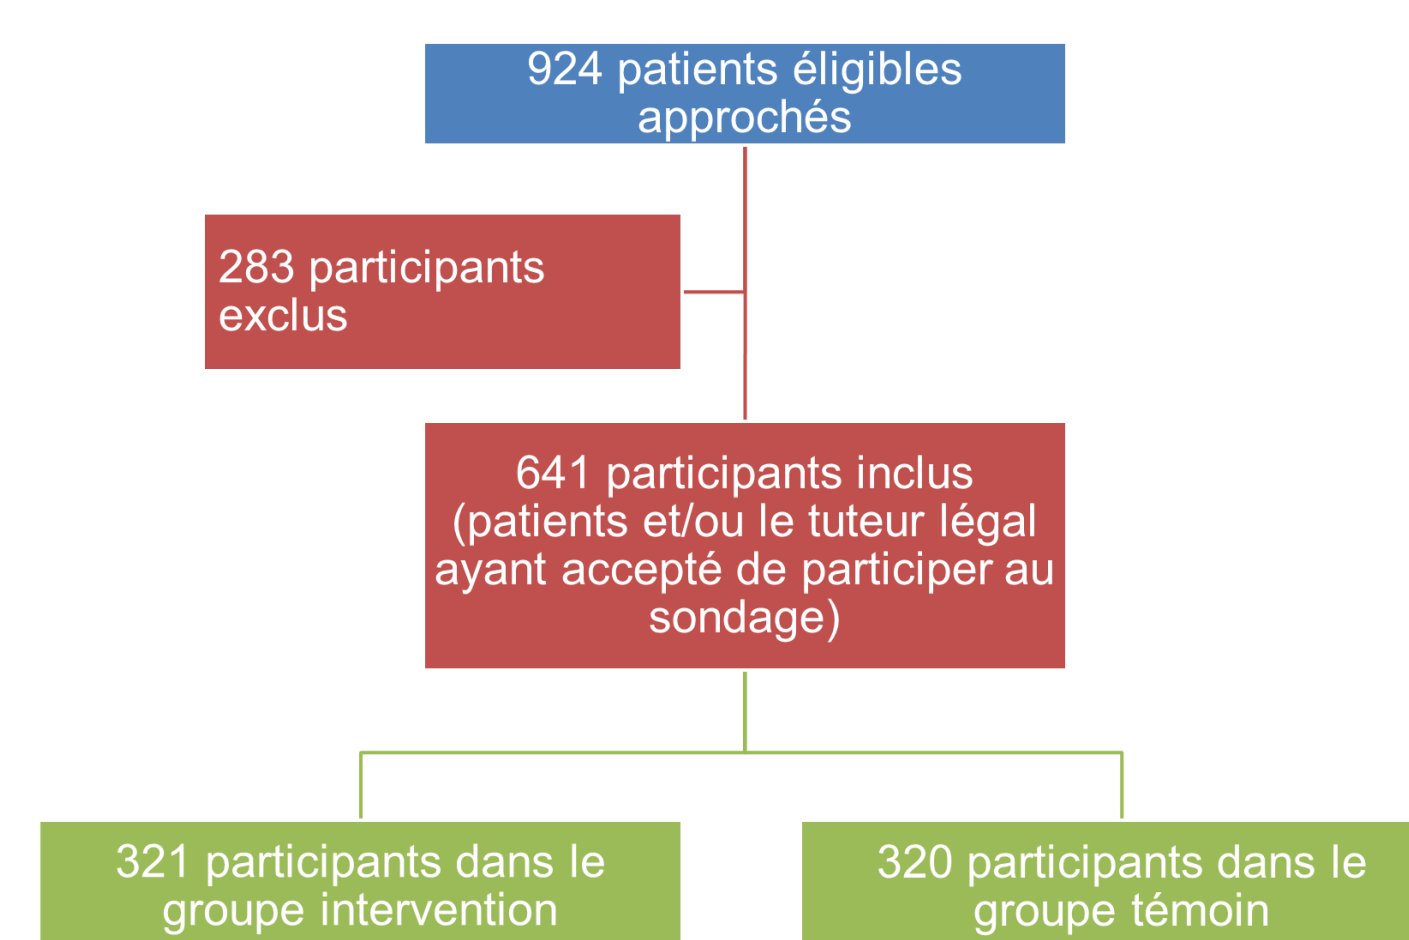 924 patients éligibles
approchés
283 participants
exclus
641 participants inclus
(patients et/ou le tuteur légal
ayant accepté de participer au
sondage)
321 participants dans le
groupe intervention
320 participants dans le
groupe témoin